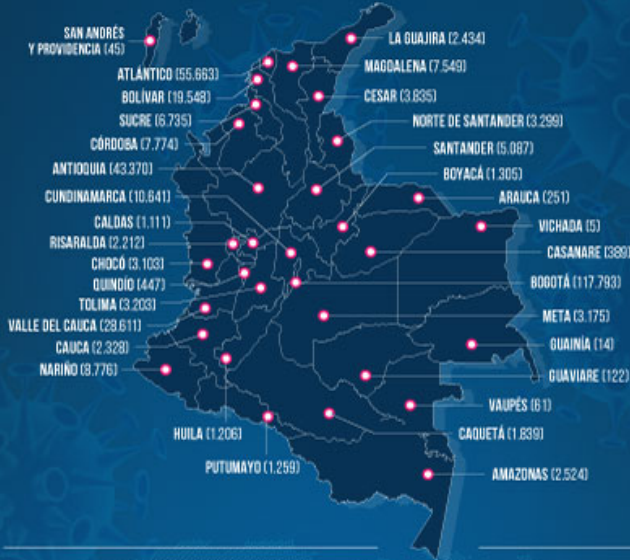 SAN ANDRÉS
Y PROVIDENCIA (45)
ATLÁNTICO (55.663)
BOLÍVAR (19.548)
SUCRE (6.735)
CÓRDOBA (7.774)
ANTIOQUIA (43.370)
CUNDINAMARCA (10.641)
CALDAS (1.111)
RISARALDA (2.212)
CHOCÓ (3.103)
QUINDÍO (447)
TOLIMA (3.203)
VALLE DEL CAUCA (28.611)
CAUCA (2.328)
NARIÑO (8.776)
HUILA (1.206)
PUTUMAYO (1.259)
LA GUAJIRA (2.434)
MAGDALENA (7.549)
CESAR (3.835)
NORTE DE SANTANDER (3.299)
SANTANDER (5.087)
BOYACÁ (1.305)
ARAUCA (251)
VICHADA (5)
CASANARE (389)
BOGOTÁ (117.793)
META (3.175)
GUAINÍA (14)
GUAVIARE (122)
VAUPÉS (61)
CAQUETÁ (1.839)
AMAZONAS (2.524)